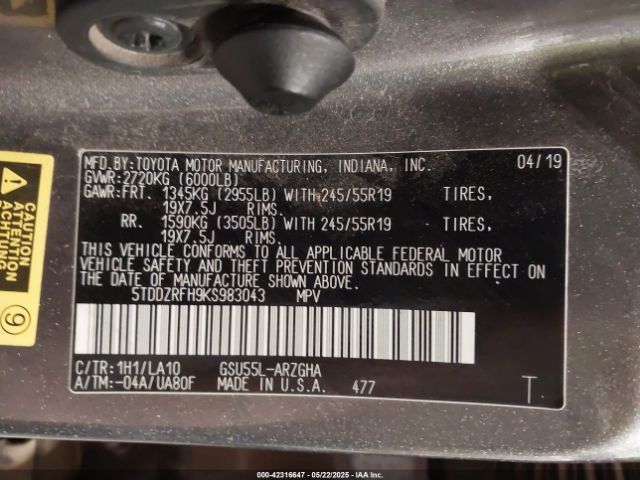 MFD.BY:TOYOTA MOTOR MANUFACTURING, INDIANA, INC. 04/19
GVWR:2720KG (6000LB)
GAWR:FRT. 1345KG (2955LB) WITH 245/55R19 TIRES,
19X7.5J RIMS.
RR. 1590KG (3505LB) WITH 245/55R19 TIRES,
19X7.5J RIMS.
THIS VEHICLE CONFORMS TO ALL APPLICABLE FEDERAL MOTOR
VEHICLE SAFETY AND THEFT PREVENTION STANDARDS IN EFFECT ON
THE DATE OF MANUFACTURE SHOWN ABOVE.
5TDDZRFH9KS983043 MPV
C/TR:1H1/LA10 GSU55L-ARZGHA
A/TM:-04A/UA80F MADE IN U.S.A. 477 T
CAUTION
ATTENTION
ACHTUNG
9
000-42316647 - 05/22/2025 - IAA Inc.